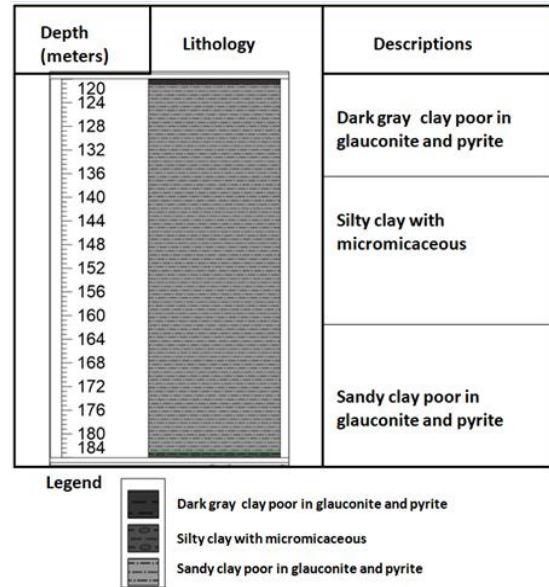 Depth
(meters)
Lithology
Descriptions
120
124
128
132
136
140
144
148
152
156
160
164
168
172
176
180
184
Dark gray clay poor in
glauconite and pyrite
Silty clay with
micromicaceous
Sandy clay poor in
glauconite and pyrite
Legend
Dark gray clay poor in glauconite and pyrite
Silty clay with micromicaceous
Sandy clay poor in glauconite and pyrite